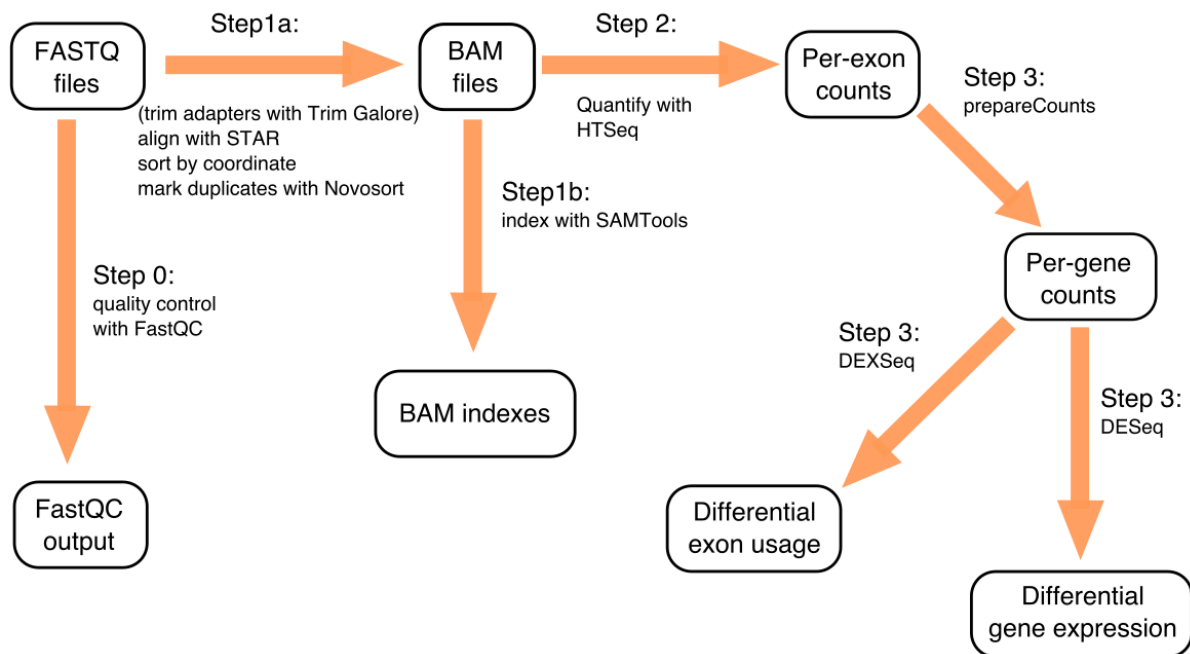 FASTQ
files
Step1a:
(trim adapters with Trim Galore)
align with STAR
sort by coordinate
mark duplicates with Novosort
BAM
files
Step 2:
Quantify with
HTSeq
Per-exon
counts
Step 3:
prepareCounts
Step1b:
index with SAMTools
Step 0:
quality control
with FastQC
Per-gene
counts
Step 3:
DEXSeq
Step 3:
DESeq
BAM indexes
FastQC
output
Differential
exon usage
Differential
gene expression